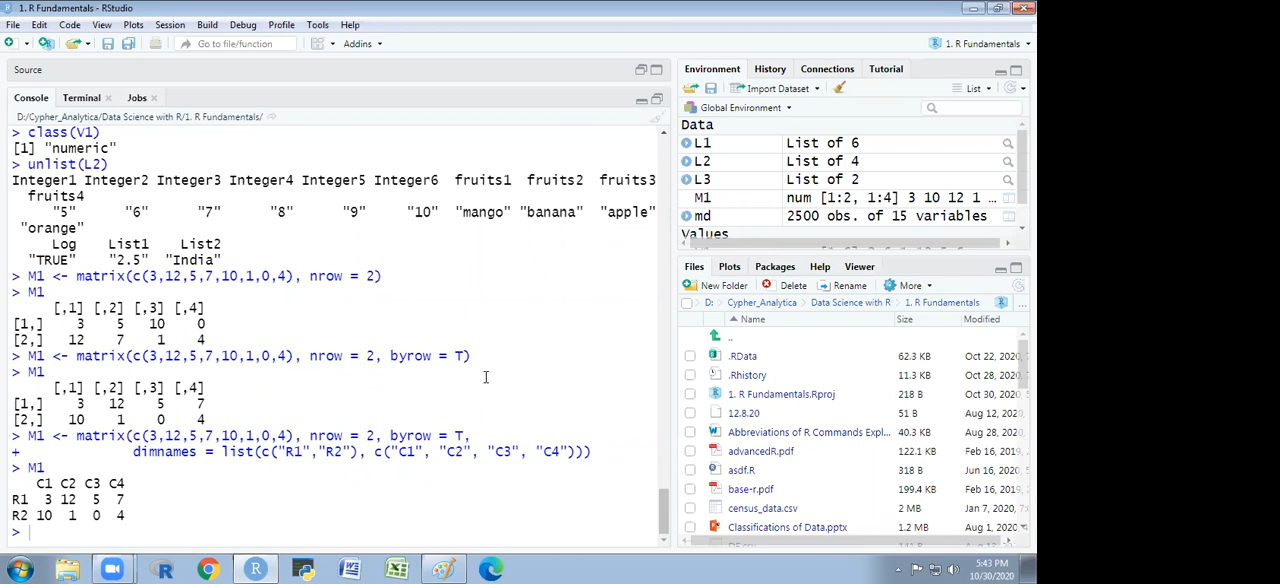 1. R Fundamentals - RStudio
File Edit Code View Plots Session Build Debug Profile Tools Help
Go to file/function Addins 1. R Fundamentals
Source
Console Terminal Jobs
D:/Cypher_Analytica/Data Science with R/1. R Fundamentals/
> class(V1)
[1] "numeric"
> unlist(L2)
Integer1 Integer2 Integer3 Integer4 Integer5 Integer6 fruits1 fruits2 fruits3
fruits4
"5" "6" "7" "8" "9" "10" "mango" "banana" "apple"
"orange"
Log List1 List2
"TRUE" "2.5" "India"
> M1 <- matrix(c(3,12,5,7,10,1,0,4), nrow = 2)
> M1
[,1] [,2] [,3] [,4]
[1,] 3 5 10 0
[2,] 12 7 1 4
> M1 <- matrix(c(3,12,5,7,10,1,0,4), nrow = 2, byrow = T)
> M1
[,1] [,2] [,3] [,4]
[1,] 3 12 5 7
[2,] 10 1 0 4
> M1 <- matrix(c(3,12,5,7,10,1,0,4), nrow = 2, byrow = T,
+ dimnames = list(c("R1","R2"), c("C1", "C2", "C3", "C4")))
> M1
C1 C2 C3 C4
R1 3 12 5 7
R2 10 1 0 4
>
Environment History Connections Tutorial
Import Dataset List
Global Environment
Data
L1 List of 6
L2 List of 4
L3 List of 2
M1 num [1:2, 1:4] 3 10 12 1 ...
md 2500 obs. of 15 variables
Values
Files Plots Packages Help Viewer
New Folder Delete Rename More
D: Cypher_Analytica Data Science with R 1. R Fundamentals ...
Name Size Modified
..
.RData 62.3 KB Oct 22, 2020,
.Rhistory 11.3 KB Oct 28, 2020,
1. R Fundamentals.Rproj 218 B Oct 30, 2020,
12.8.20 51 B Aug 12, 2020,
Abbreviations of R Commands Expl... 40.3 KB Aug 28, 2020,
advancedR.pdf 122.1 KB Feb 16, 2019,
asdf.R 318 B Jun 16, 2020,
base-r.pdf 199.4 KB Feb 16, 2019,
census_data.csv 2 MB Jan 7, 2020,
Classifications of Data.pptx 1.2 MB Aug 1, 2020,
5:43 PM
10/30/2020